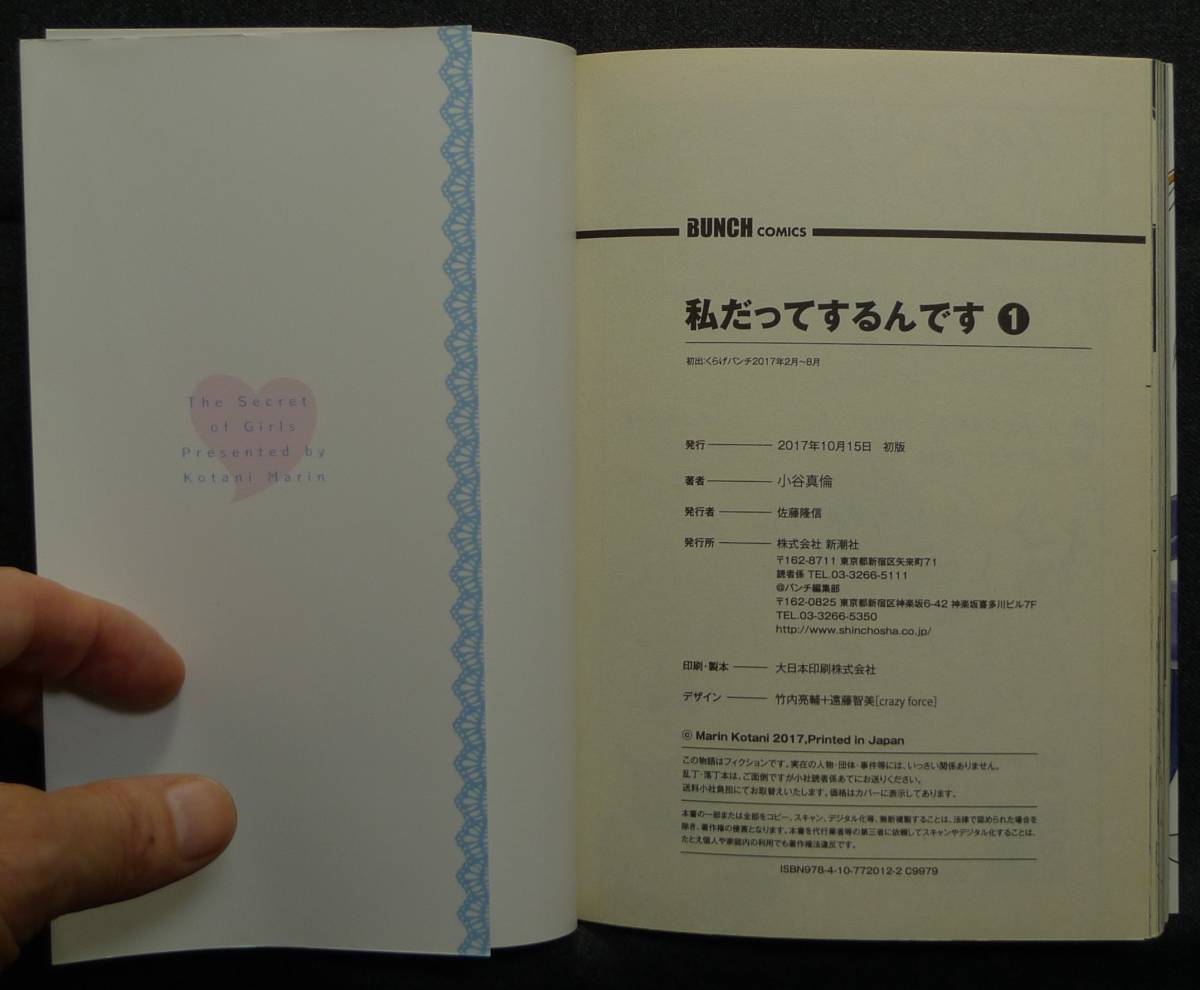 The Secret
of Girls
Presented by
Kotani Marin
BUNCH COMICS
私だってするんです ❶
初出:くらげバンチ2017年2月〜8月
発行 2017年10月15日 初版
著者 小谷真倫
発行者 佐藤隆信
発行所 株式会社 新潮社
〒162-8711 東京都新宿区矢来町71
読者係 TEL.03-3266-5111
@バンチ編集部
〒162-0825 東京都新宿区神楽坂6-42 神楽坂喜多川ビル7F
TEL.03-3266-5350
http://www.shinchosha.co.jp/
印刷・製本 大日本印刷株式会社
デザイン 竹内亮輔+遠藤智美[crazy force]
© Marin Kotani 2017,Printed in Japan
この物語はフィクションです。実在の人物・団体・事件等には、いっさい関係ありません。
乱丁・落丁本は、ご面倒ですが小社読者係あてにお送りください。
送料小社負担にてお取替えいたします。価格はカバーに表示してあります。
本書の一部または全部をコピー、スキャン、デジタル化等、無断複製することは、法律で認められた場合を
除き、著作権の侵害となります。本書を代行業者等の第三者に依頼してスキャンやデジタル化することは、
たとえ個人や家庭内の利用でも著作権法違反です。
ISBN978-4-10-772012-2 C9979